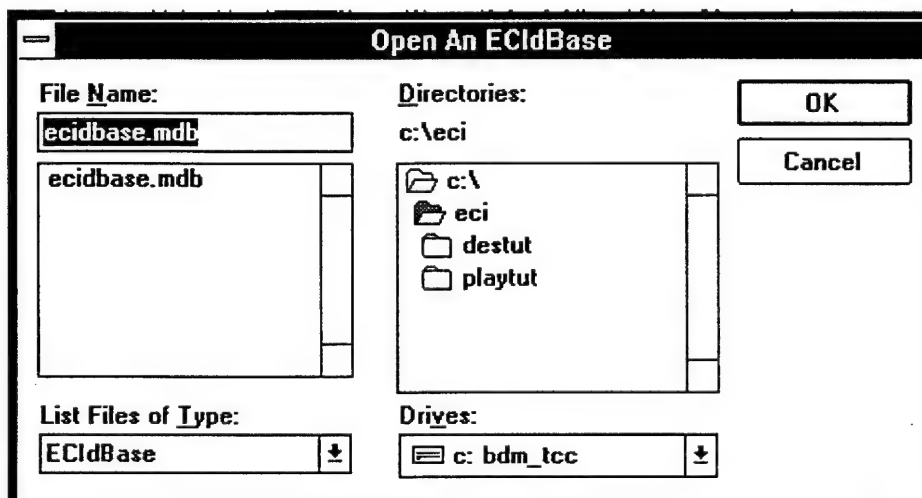 Open An ECIdBase
File Name:
ecidbase.mdb
ecidbase.mdb
List Files of Type:
ECIdBase
Directories:
c:\eci
c:\
eci
destut
playtut
Drives:
c: bdm_tcc
OK
Cancel